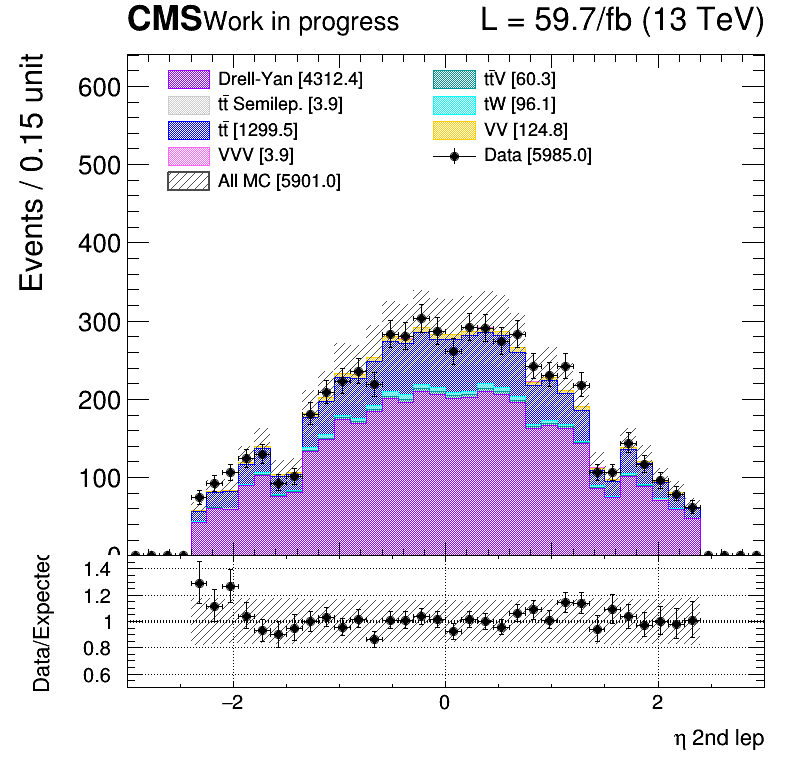 CMS Work in progress L = 59.7/fb (13 TeV)
Events / 0.15 unit
600
500
400
300
200
100
0
Drell-Yan [4312.4]
tt̄ Semilep. [3.9]
tt̄ [1299.5]
VVV [3.9]
All MC [5901.0]
tt̄V [60.3]
tW [96.1]
VV [124.8]
Data [5985.0]
Data/Expected
1.4
1.2
1
0.8
0.6
−2 0 2
η 2nd lep